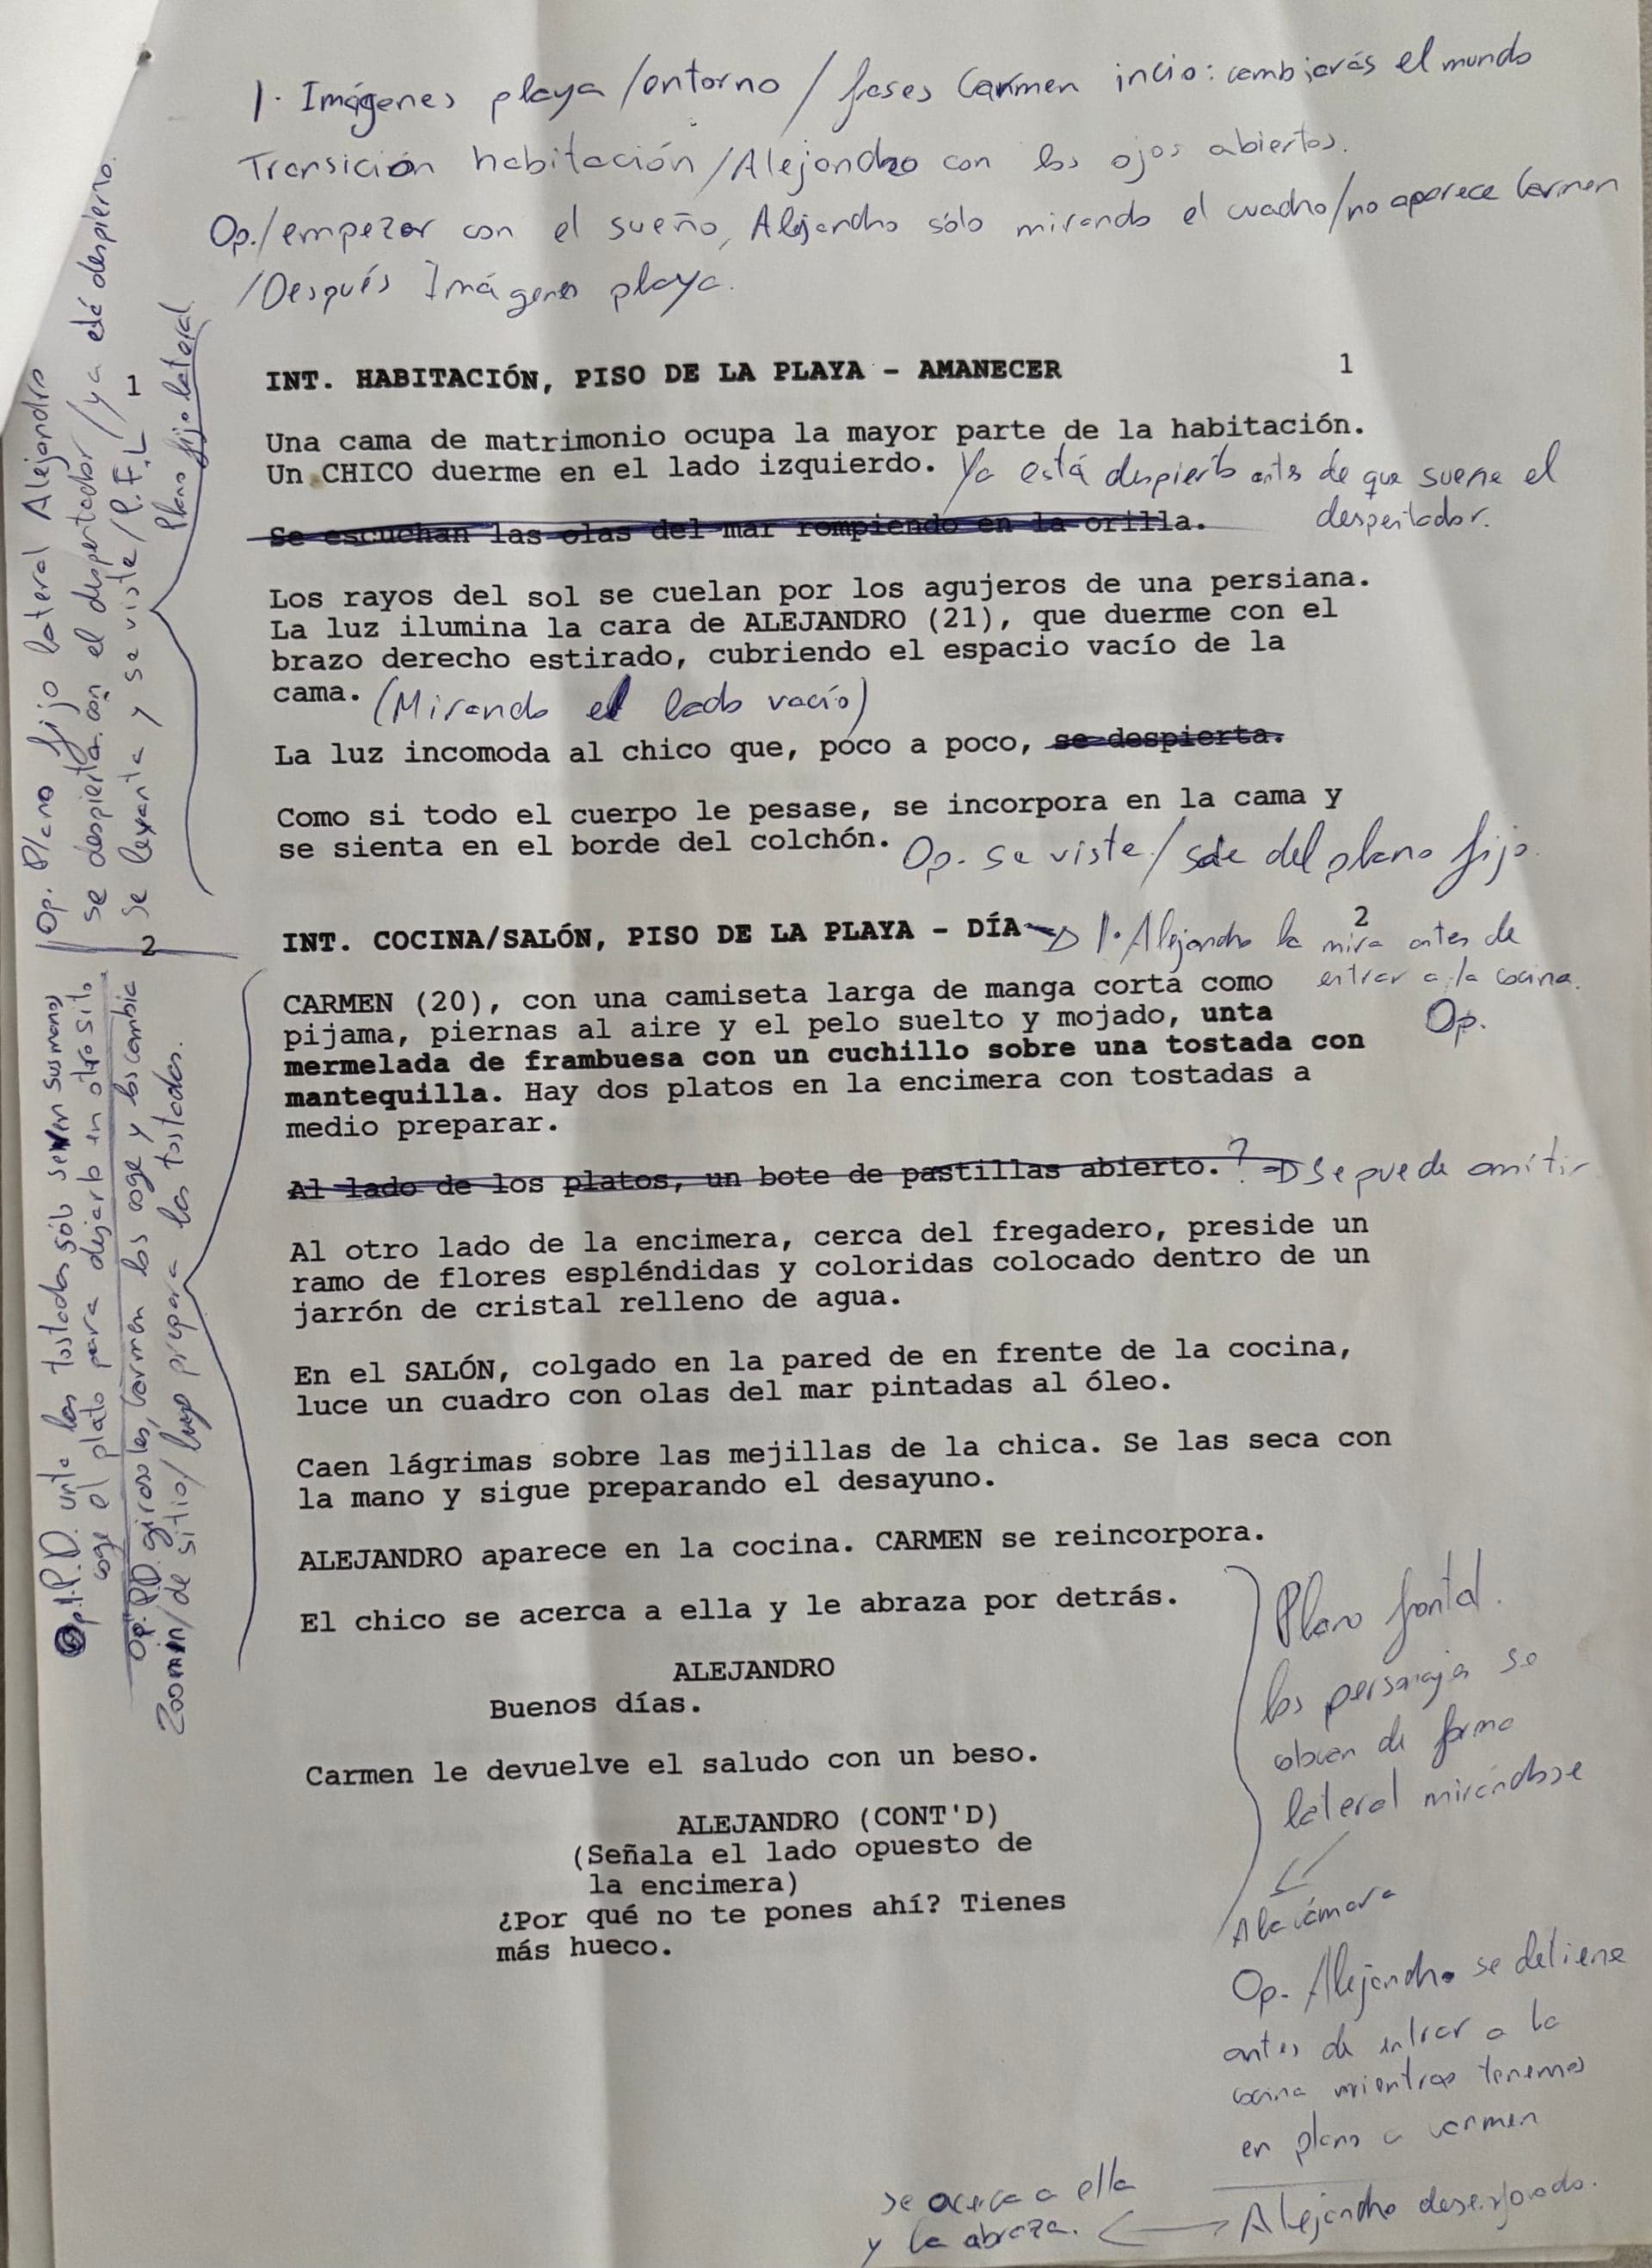 1. Imágenes playa/entorno/frases Carmen incio: cambiarás el mundo
Transición habitación/Alejandro con los ojos abiertos.
Op./empezar con el sueño, Alejandro sólo mirando el cuadro/no aparece Carmen
/Después Imágenes playa.
Op. Plano fijo lateral Alejandro
se despierta con el despertador/ya está despierto.
se levanta y se viste/P.F.L
Plano fijo lateral
1 INT. HABITACIÓN, PISO DE LA PLAYA - AMANECER 1
Una cama de matrimonio ocupa la mayor parte de la habitación.
Un CHICO duerme en el lado izquierdo. Ya está despierto antes de que suene el
despertador.
Se escuchan las olas del mar rompiendo en la orilla.
Los rayos del sol se cuelan por los agujeros de una persiana.
La luz ilumina la cara de ALEJANDRO (21), que duerme con el
brazo derecho estirado, cubriendo el espacio vacío de la
cama. (Mirando el lado vacío)
La luz incomoda al chico que, poco a poco, se despierta.
Como si todo el cuerpo le pesase, se incorpora en la cama y
se sienta en el borde del colchón. Op. se viste/sale del plano fijo.
2 INT. COCINA/SALÓN, PISO DE LA PLAYA - DÍA 2
1. Alejandro la mira antes de
entrar a la cocina.
Op.
Op.1.P.D. unta las tostadas sólo se ven sus manos
coge el plato para dejarlo en otro sitio.
Op. P.D. girasoles, Carmen los coge y los cambia
Zoom in/de sitio/luego prepara las tostadas.
CARMEN (20), con una camiseta larga de manga corta como
pijama, piernas al aire y el pelo suelto y mojado, unta
mermelada de frambuesa con un cuchillo sobre una tostada con
mantequilla. Hay dos platos en la encimera con tostadas a
medio preparar.
Al lado de los platos, un bote de pastillas abierto. ? Se puede omitir
Al otro lado de la encimera, cerca del fregadero, preside un
ramo de flores espléndidas y coloridas colocado dentro de un
jarrón de cristal relleno de agua.
En el SALÓN, colgado en la pared de en frente de la cocina,
luce un cuadro con olas del mar pintadas al óleo.
Caen lágrimas sobre las mejillas de la chica. Se las seca con
la mano y sigue preparando el desayuno.
ALEJANDRO aparece en la cocina. CARMEN se reincorpora.
El chico se acerca a ella y le abraza por detrás.
ALEJANDRO
Buenos días.
Carmen le devuelve el saludo con un beso.
ALEJANDRO (CONT'D)
(Señala el lado opuesto de
la encimera)
¿Por qué no te pones ahí? Tienes
más hueco.
Plano frontal.
los personajes se
ubican de forma
lateral mirándose
A la cámara
Op. Alejandro se detiene
antes de entrar a la
cocina mientras tenemos
en plano a Carmen
Alejandro desenfocado.
se acerca a ella
y la abraza.